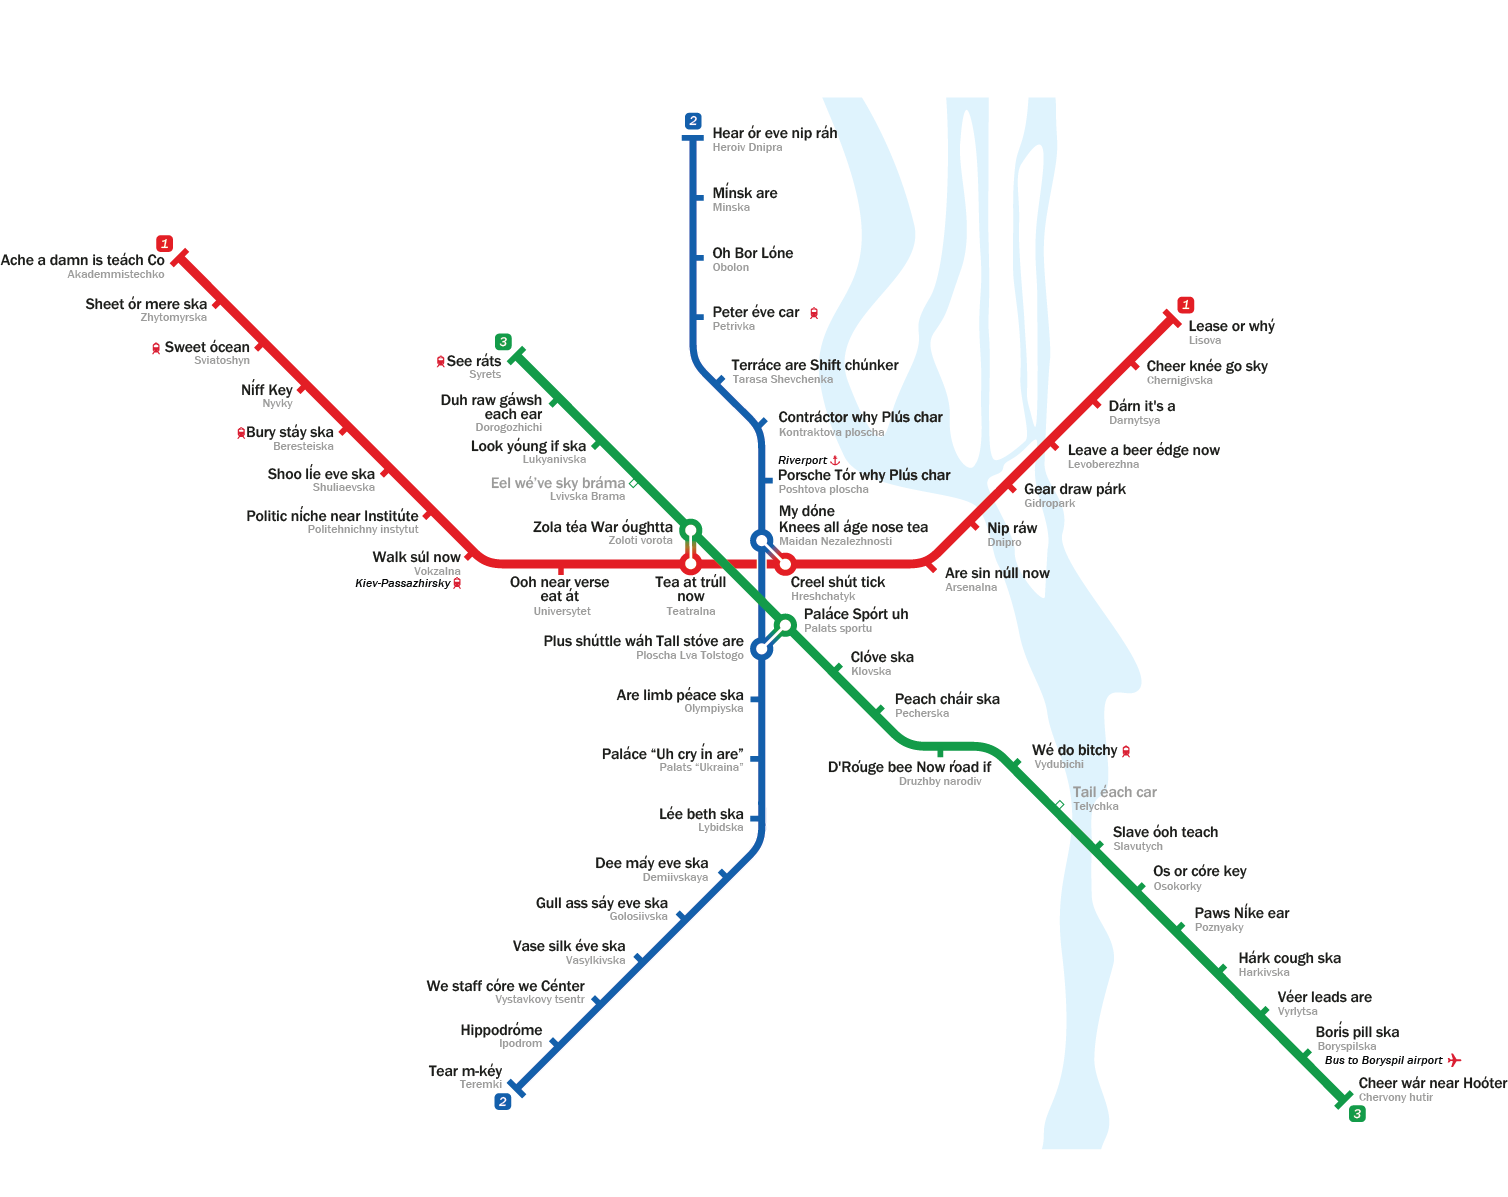 1
Ache a damn is teách Co
Akademmistechko
Sheet ór mere ska
Zhytomyrska
Sweet ócean
Sviatoshyn
Níff Key
Nyvky
Bury stáy ska
Beresteiska
Shoo líe eve ska
Shuliaevska
Politic níche near Institúte
Politehnichny instytut
Walk súl now
Vokzalna
Kiev-Passazhirsky
Ooh near verse
eat át
Universytet
Tea at trúll
now
Teatralna
Creel shút tick
Hreshchatyk
Are sin núll now
Arsenalna
Nip ráw
Dnipro
Gear draw párk
Gidropark
Leave a beer édge now
Levoberezhna
Dárn it's a
Darnytsya
Cheer knée go sky
Chernigivska
Lease or whý
Lisova
1
2
Hear ór eve nip ráh
Heroiv Dnipra
Mínsk are
Minska
Oh Bor Lóne
Obolon
Peter éve car
Petrivka
Terráce are Shift chúnker
Tarasa Shevchenka
Contráctor why Plús char
Kontraktova ploscha
Riverport
Porsche Tór why Plús char
Poshtova ploscha
My dóne
Knees all áge nose tea
Maidan Nezalezhnosti
Plus shúttle wáh Tall stóve are
Ploscha Lva Tolstogo
Are limb péace ska
Olympiyska
Paláce “Uh cry ín are”
Palats “Ukraina”
Lée beth ska
Lybidska
Dee máy eve ska
Demiivskaya
Gull ass sáy eve ska
Golosiivska
Vase silk éve ska
Vasylkivska
We staff córe we Cénter
Vystavkovy tsentr
Hippodróme
Ipodrom
Tear m-kéy
Teremki
2
3
See ráts
Syrets
Duh raw gáwsh
each ear
Dorogozhichi
Look yóung if ska
Lukyanivska
Eel wé’ve sky bráma
Lvivska Brama
Zola téa War óughtta
Zoloti vorota
Paláce Spórt uh
Palats sportu
Clóve ska
Klovska
Peach cháir ska
Pecherska
D'Roúge bee Now róad if
Druzhby narodiv
Wé do bitchy
Vydubichi
Tail éach car
Telychka
Slave óoh teach
Slavutych
Os or córe key
Osokorky
Paws Níke ear
Poznyaky
Hárk cough ska
Harkivska
Véer leads are
Vyrlytsa
Borís pill ska
Boryspilska
Bus to Boryspil airport
Cheer wár near Hoóter
Chervony hutir
3